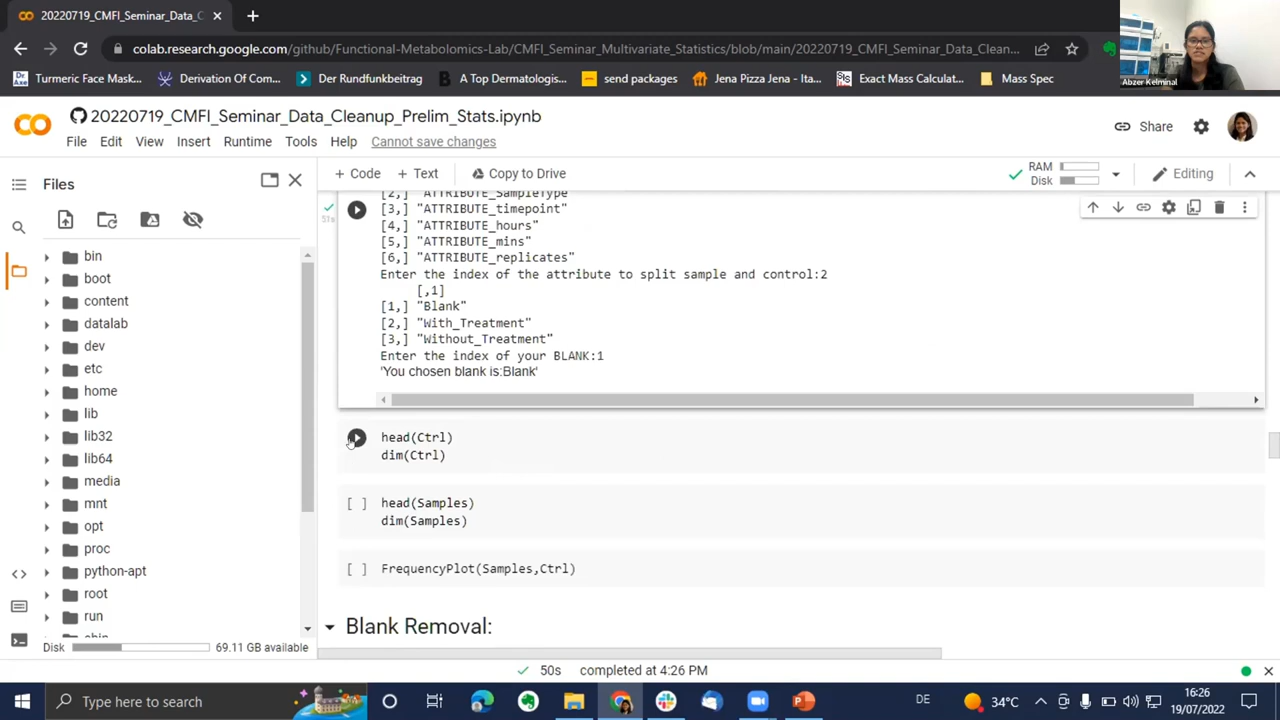 20220719_CMFI_Seminar_Data_C
colab.research.google.com/github/Functional-Metabolomics-Lab/CMFI_Seminar_Multivariate_Statistics/blob/main/20220719_CMFI_Seminar_Data_Clean...
Dr. Axe Turmeric Face Mask... Derivation Of Com... Der Rundfunkbeitrag A Top Dermatologis... send packages Jena Pizza Jena - Ita... SIS Exact Mass Calculat... Mass Spec
Abzer Kelminal
CO 20220719_CMFI_Seminar_Data_Cleanup_Prelim_Stats.ipynb
Share
File Edit View Insert Runtime Tools Help Cannot save changes
Files
+ Code + Text Copy to Drive
RAM
Disk
Editing
[2,] "ATTRIBUTE_SampleType"
[3,] "ATTRIBUTE_timepoint"
[4,] "ATTRIBUTE_hours"
[5,] "ATTRIBUTE_mins"
[6,] "ATTRIBUTE_replicates"
51s
Enter the index of the attribute to split sample and control:2
[,1]
[1,] "Blank"
[2,] "With_Treatment"
[3,] "Without_Treatment"
Enter the index of your BLANK:1
'You chosen blank is:Blank'
head(Ctrl)
dim(Ctrl)
[ ] head(Samples)
dim(Samples)
[ ] FrequencyPlot(Samples,Ctrl)
Blank Removal:
bin
boot
content
datalab
dev
etc
home
lib
lib32
lib64
media
mnt
opt
proc
python-apt
root
run
sbin
Disk 69.11 GB available
50s completed at 4:26 PM
Type here to search
DE
34°C
16:26
19/07/2022